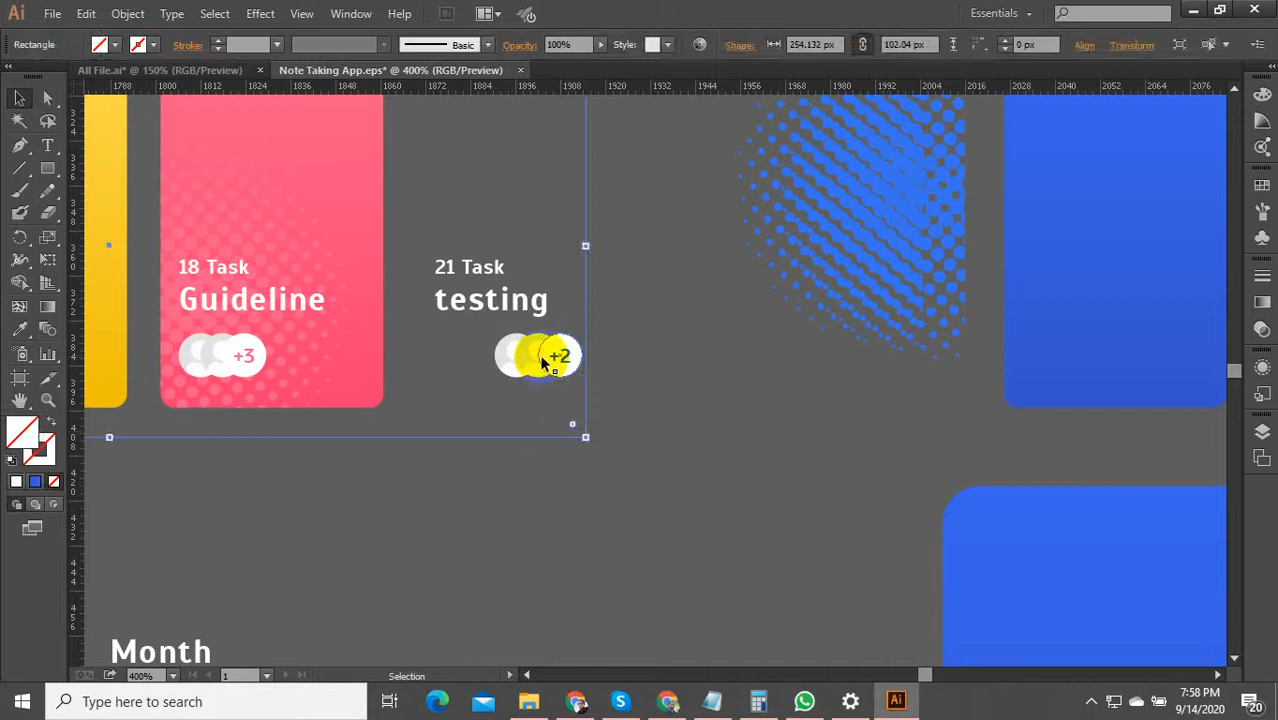 Ai File Edit Object Type Select Effect View Window Help Br Essentials
Rectangle Stroke: Basic Opacity: 100% Style: Shape: 254.132 px 102.04 px 0 px Align Transform
All File.ai* @ 150% (RGB/Preview) × Note Taking App.eps* @ 400% (RGB/Preview) ×
1788 1800 1812 1824 1836 1848 1860 1872 1884 1896 1908 1920 1932 1944 1956 1968 1980 1992 2004 2016 2028 2040 2052 2064 2076
18 Task
Guideline
+3
21 Task
testing
+2
Month
400% 1 Selection
Type here to search
7:58 PM
9/14/2020
20